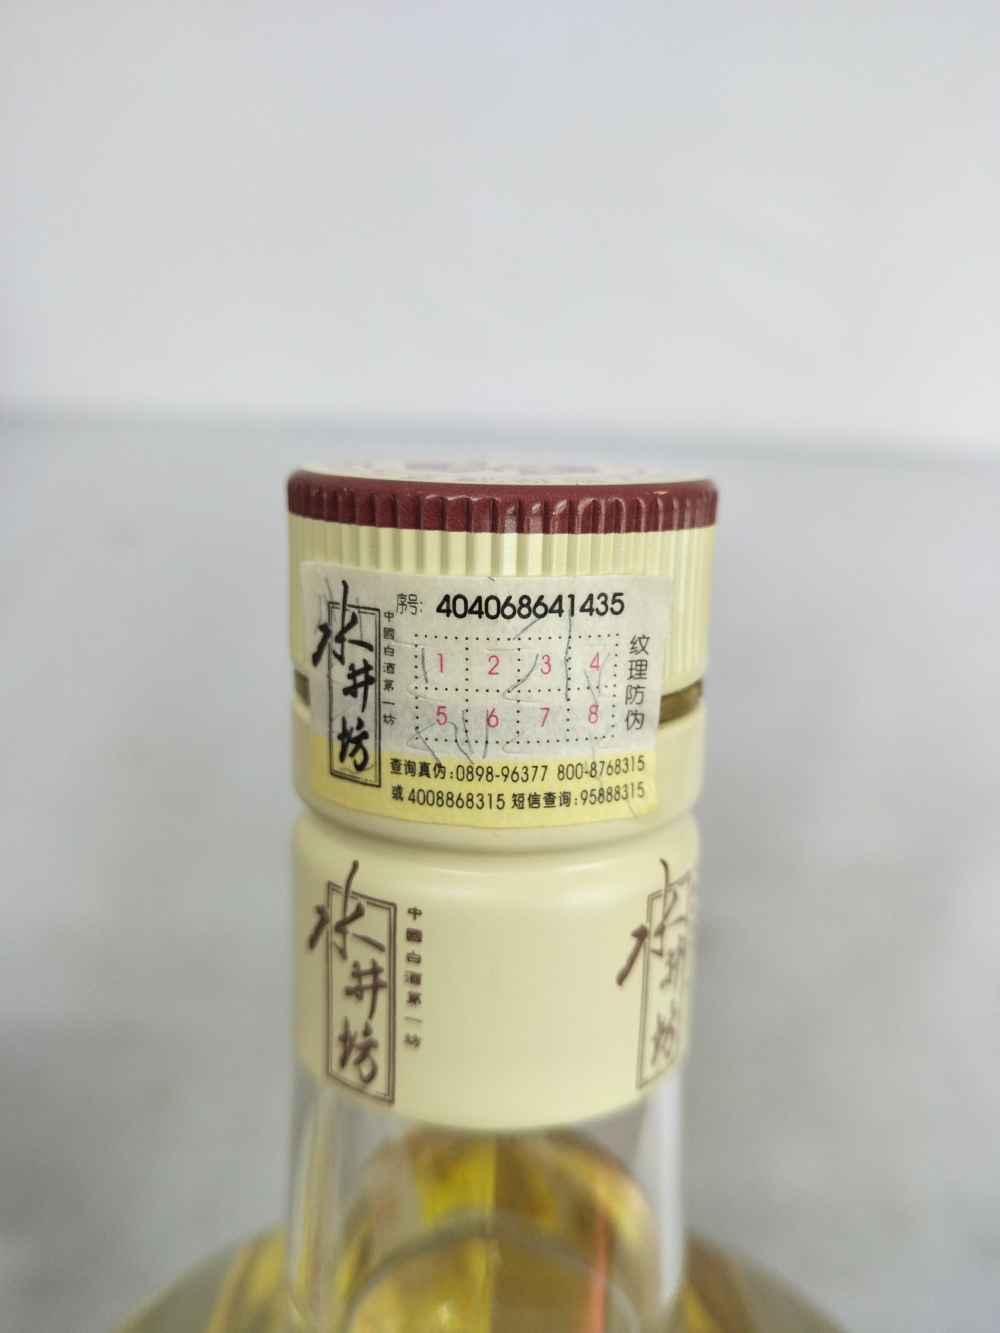 水井坊
中國白酒第一坊
序号: 404068641435
1 2 3 4
5 6 7 8
纹理防伪
查询真伪:0898-96377 800-8768315
或4008868315 短信查询:95888315
水井坊
中國白酒第一坊
水井坊